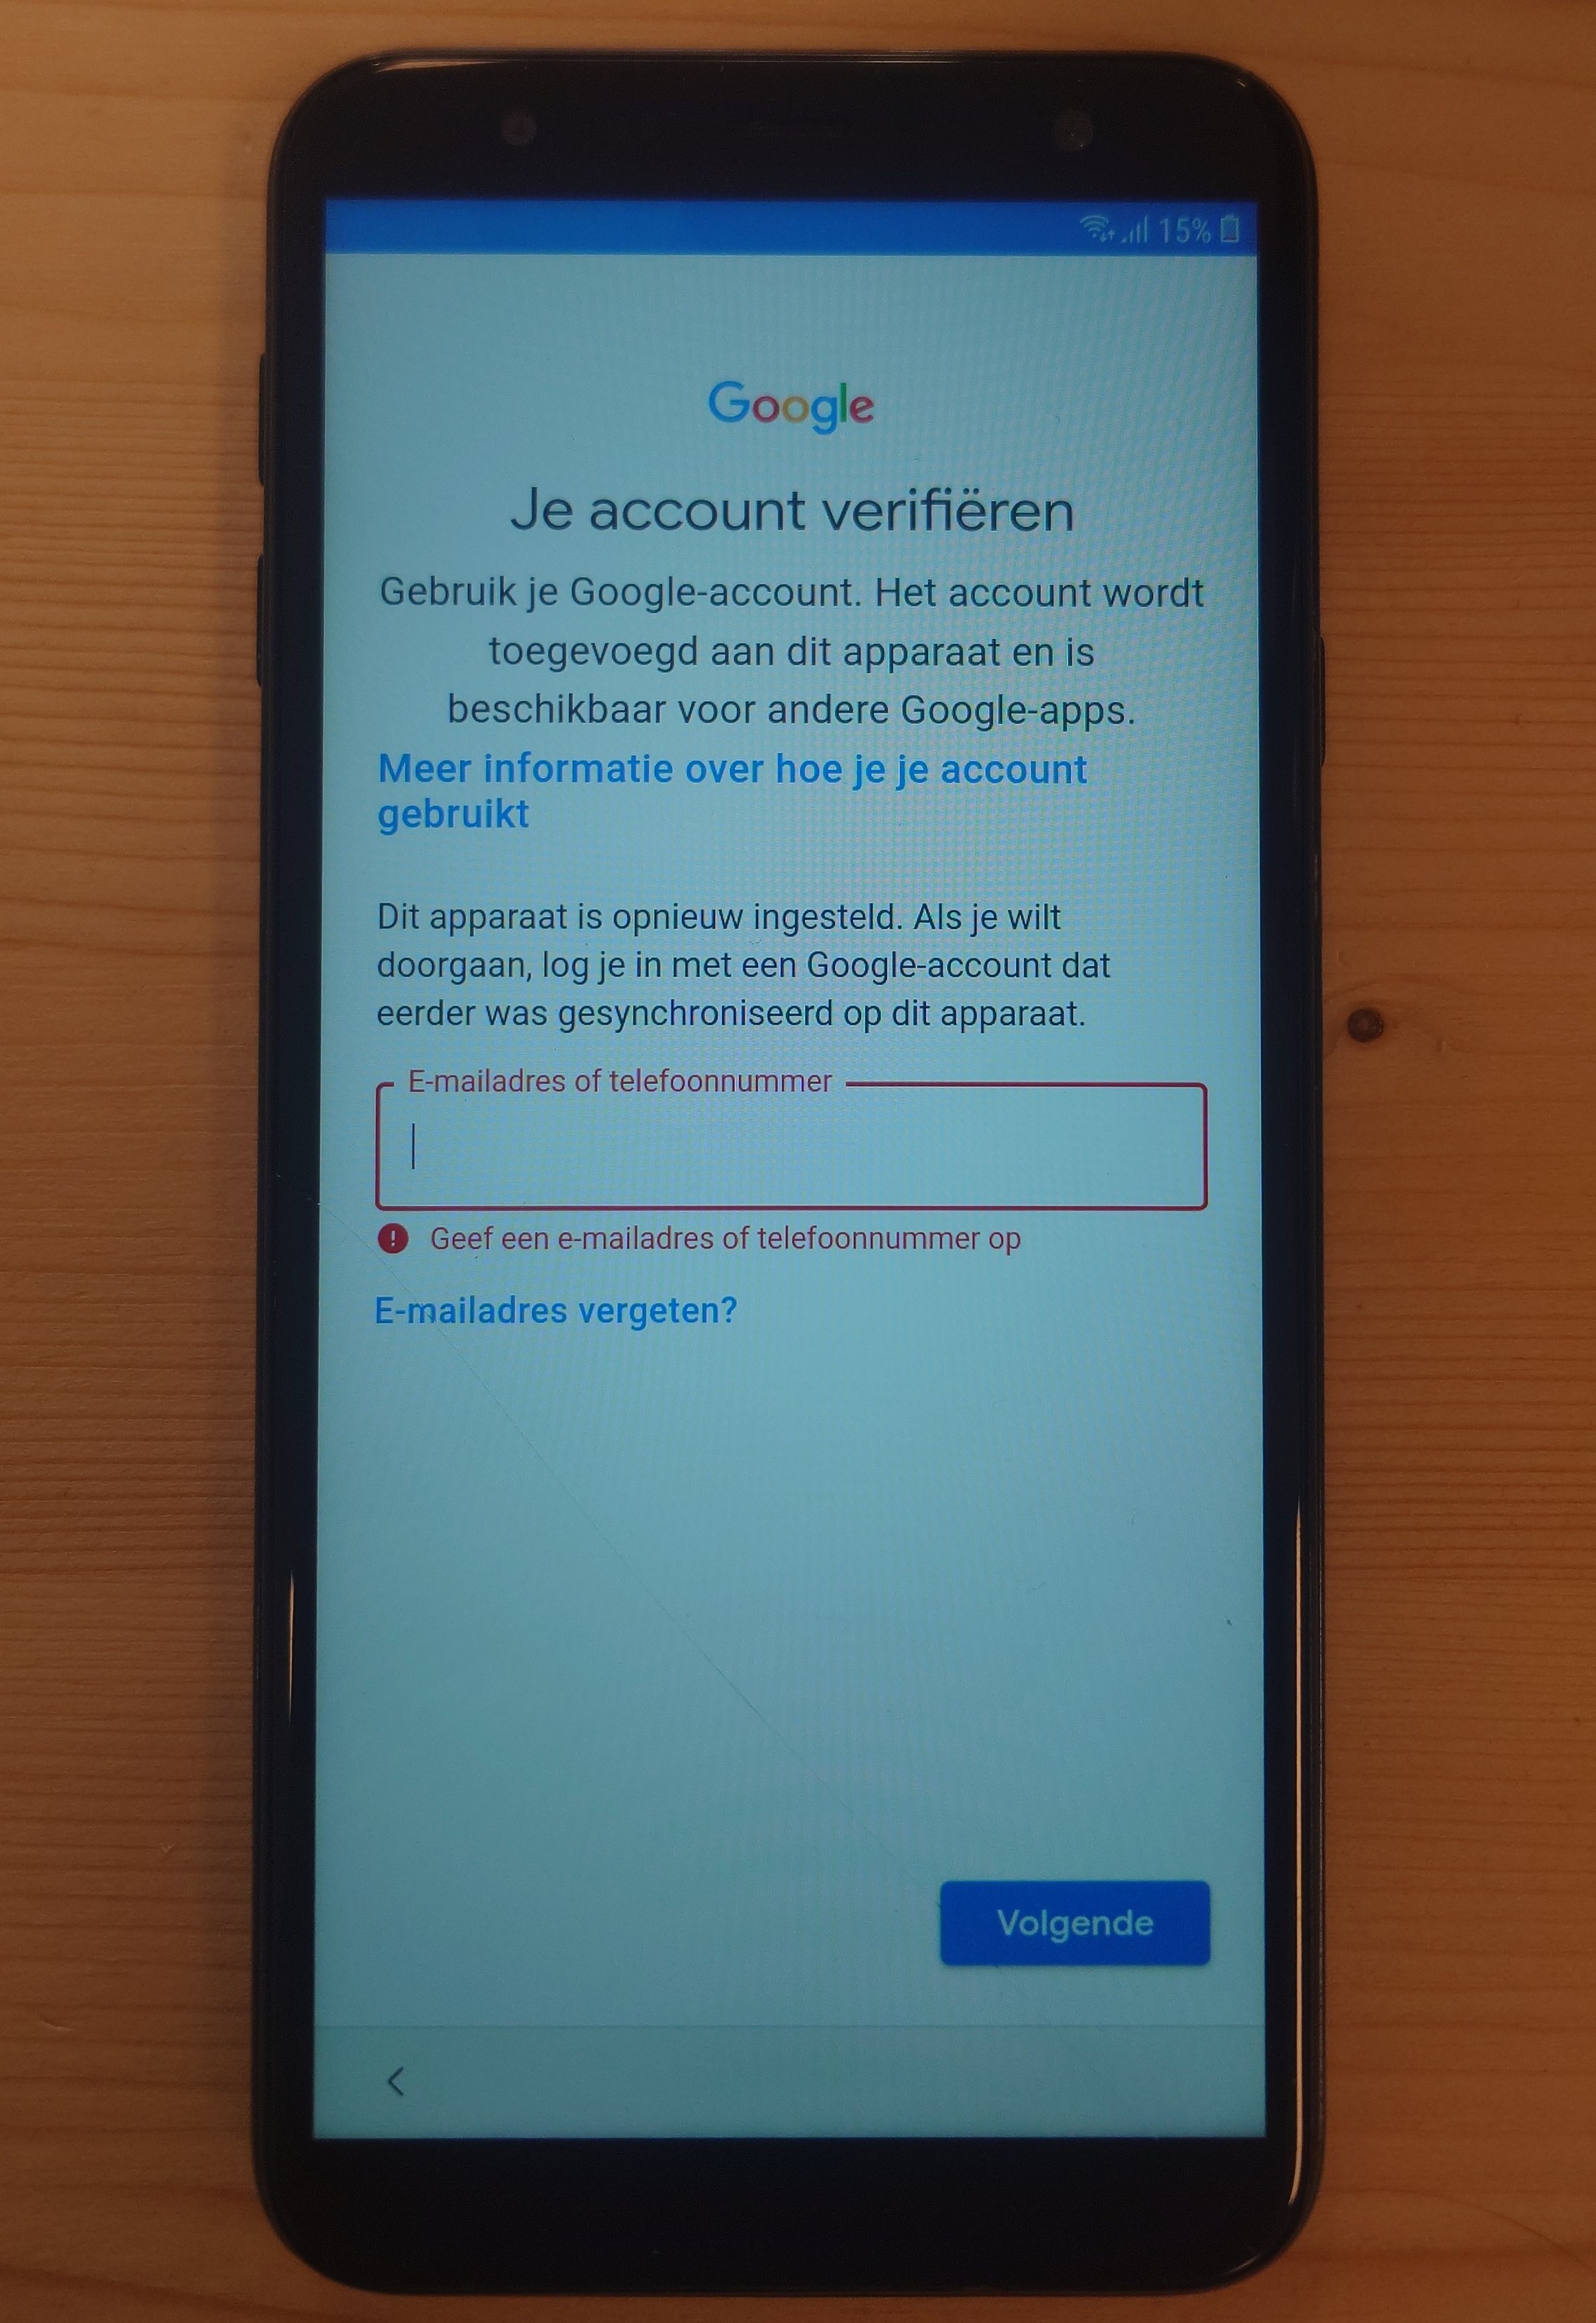 15%
Google
Je account verifiëren
Gebruik je Google-account. Het account wordt
toegevoegd aan dit apparaat en is
beschikbaar voor andere Google-apps.
Meer informatie over hoe je je account
gebruikt
Dit apparaat is opnieuw ingesteld. Als je wilt
doorgaan, log je in met een Google-account dat
eerder was gesynchroniseerd op dit apparaat.
E-mailadres of telefoonnummer
Geef een e-mailadres of telefoonnummer op
E-mailadres vergeten?
Volgende